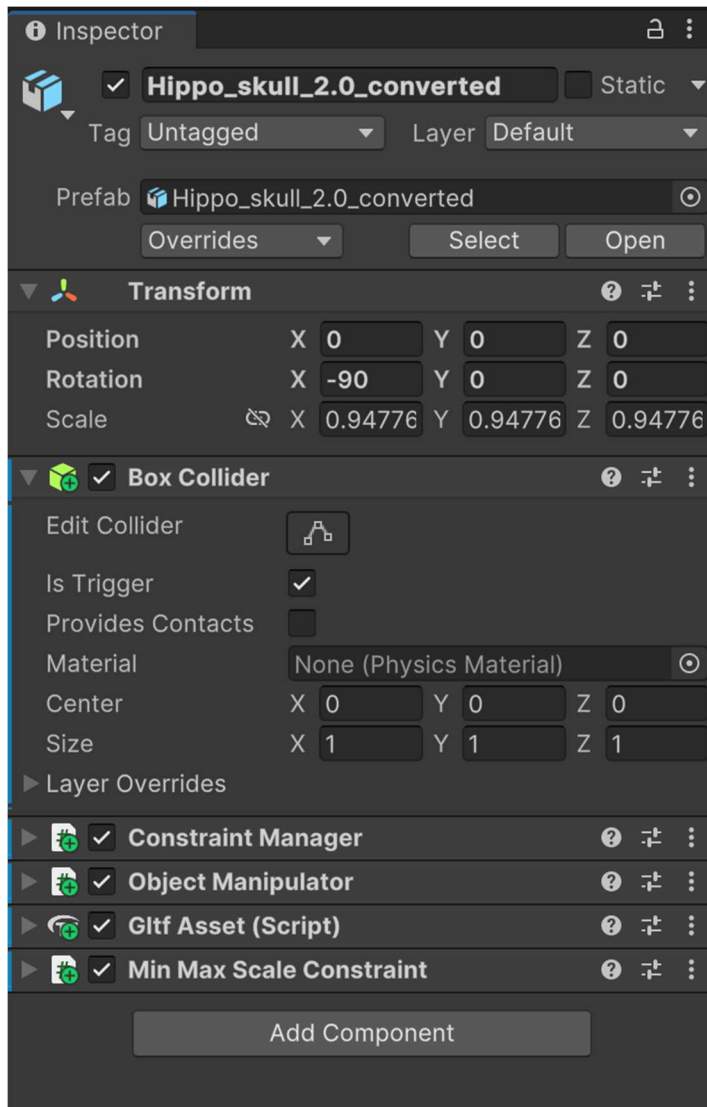 Inspector
Hippo_skull_2.0_converted Static
Tag Untagged Layer Default
Prefab Hippo_skull_2.0_converted
Overrides Select Open
Transform
Position X 0 Y 0 Z 0
Rotation X -90 Y 0 Z 0
Scale X 0.94776 Y 0.94776 Z 0.94776
Box Collider
Edit Collider
Is Trigger
Provides Contacts
Material None (Physics Material)
Center X 0 Y 0 Z 0
Size X 1 Y 1 Z 1
Layer Overrides
Constraint Manager
Object Manipulator
Gltf Asset (Script)
Min Max Scale Constraint
Add Component